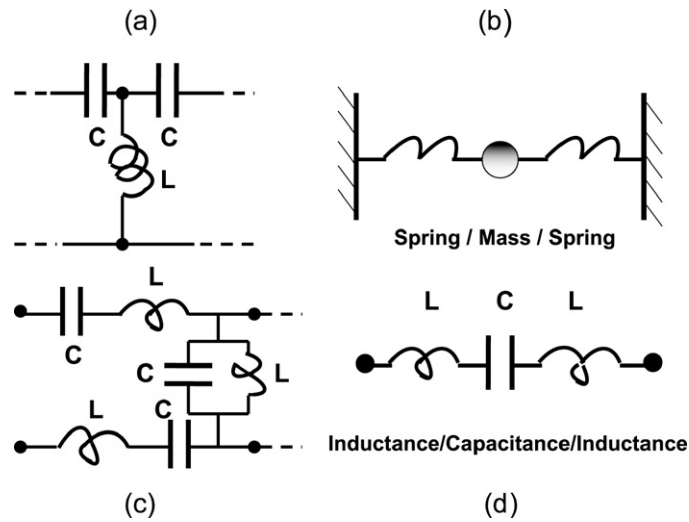 (a)
C C
L
(b)
Spring / Mass / Spring
L
C
C L
L C
(c)
L C L
Inductance/Capacitance/Inductance
(d)